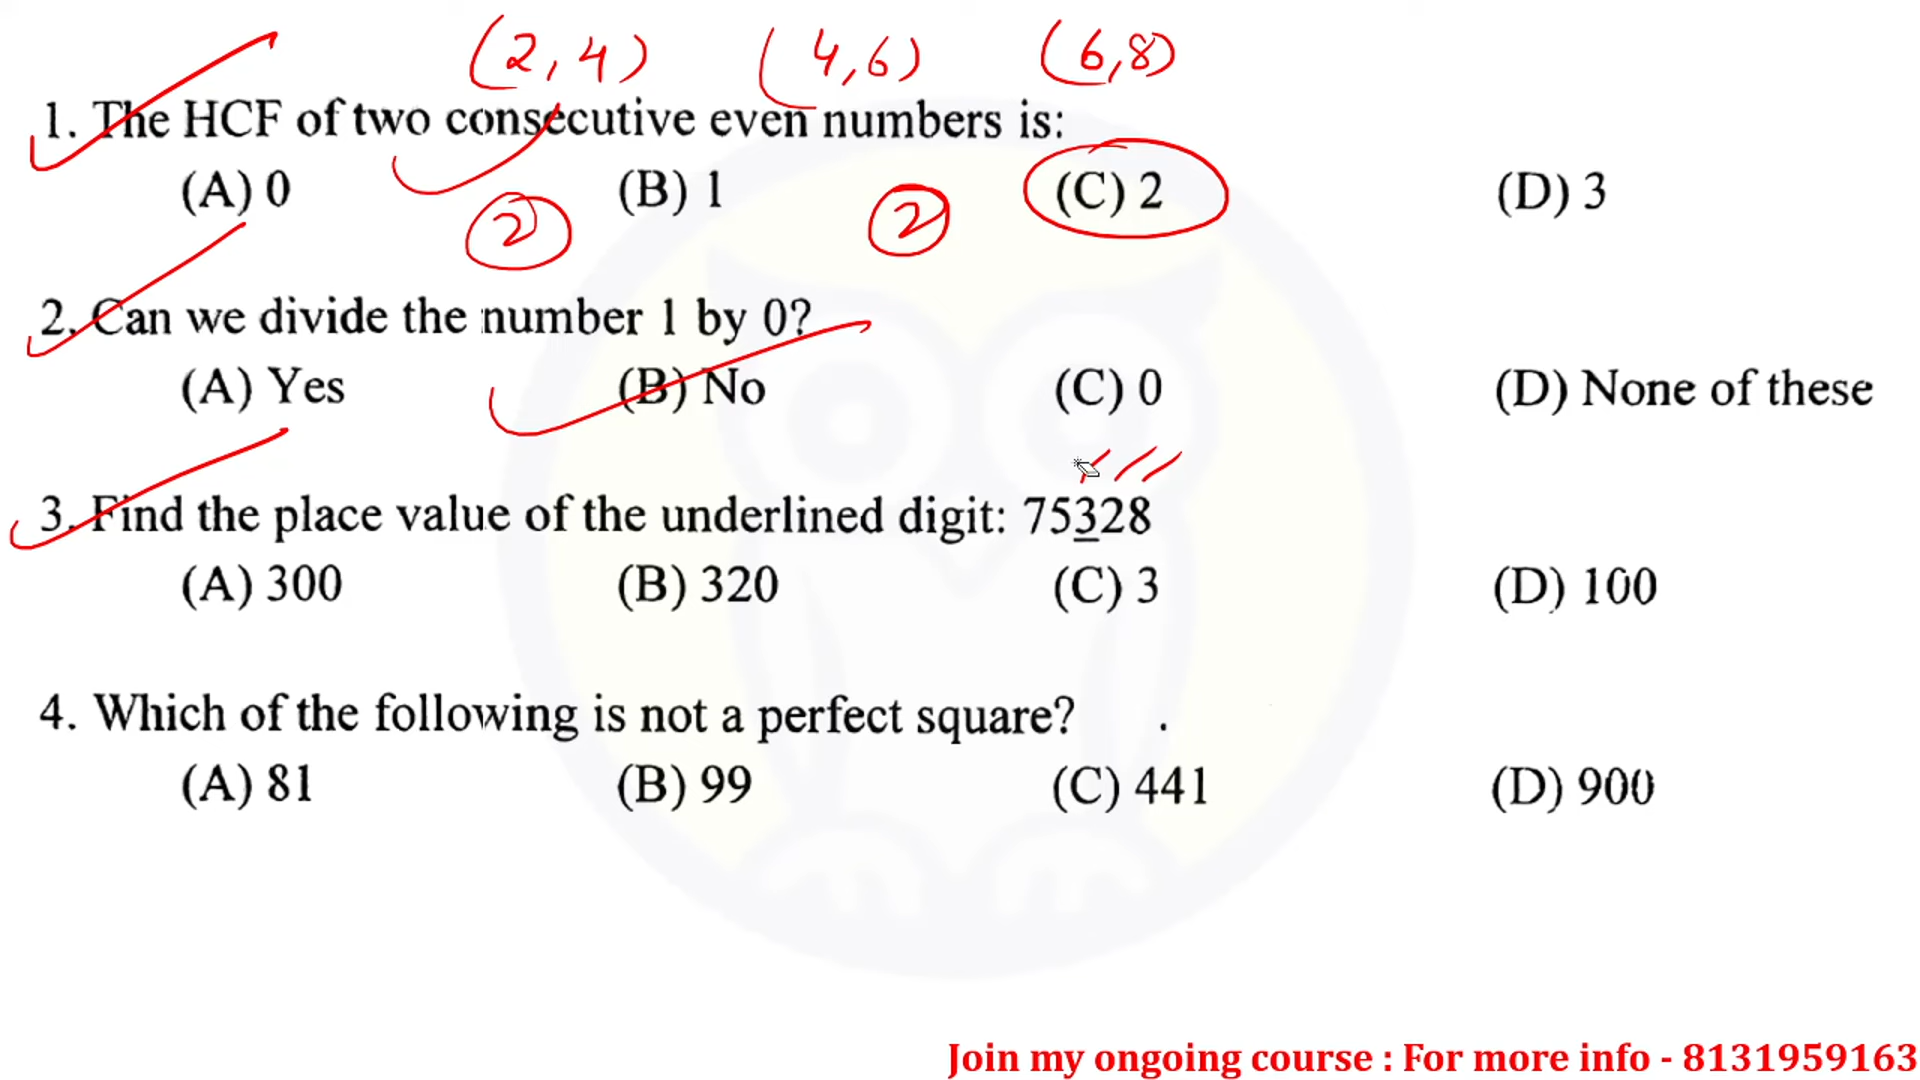 (2,4) (4,6) (6,8)
1. The HCF of two consecutive even numbers is:
(A) 0 (B) 1 (C) 2 (D) 3
2 2
2. Can we divide the number 1 by 0?
(A) Yes (B) No (C) 0 (D) None of these
3. Find the place value of the underlined digit: 75328
(A) 300 (B) 320 (C) 3 (D) 100
4. Which of the following is not a perfect square?
(A) 81 (B) 99 (C) 441 (D) 900
Join my ongoing course : For more info - 8131959163